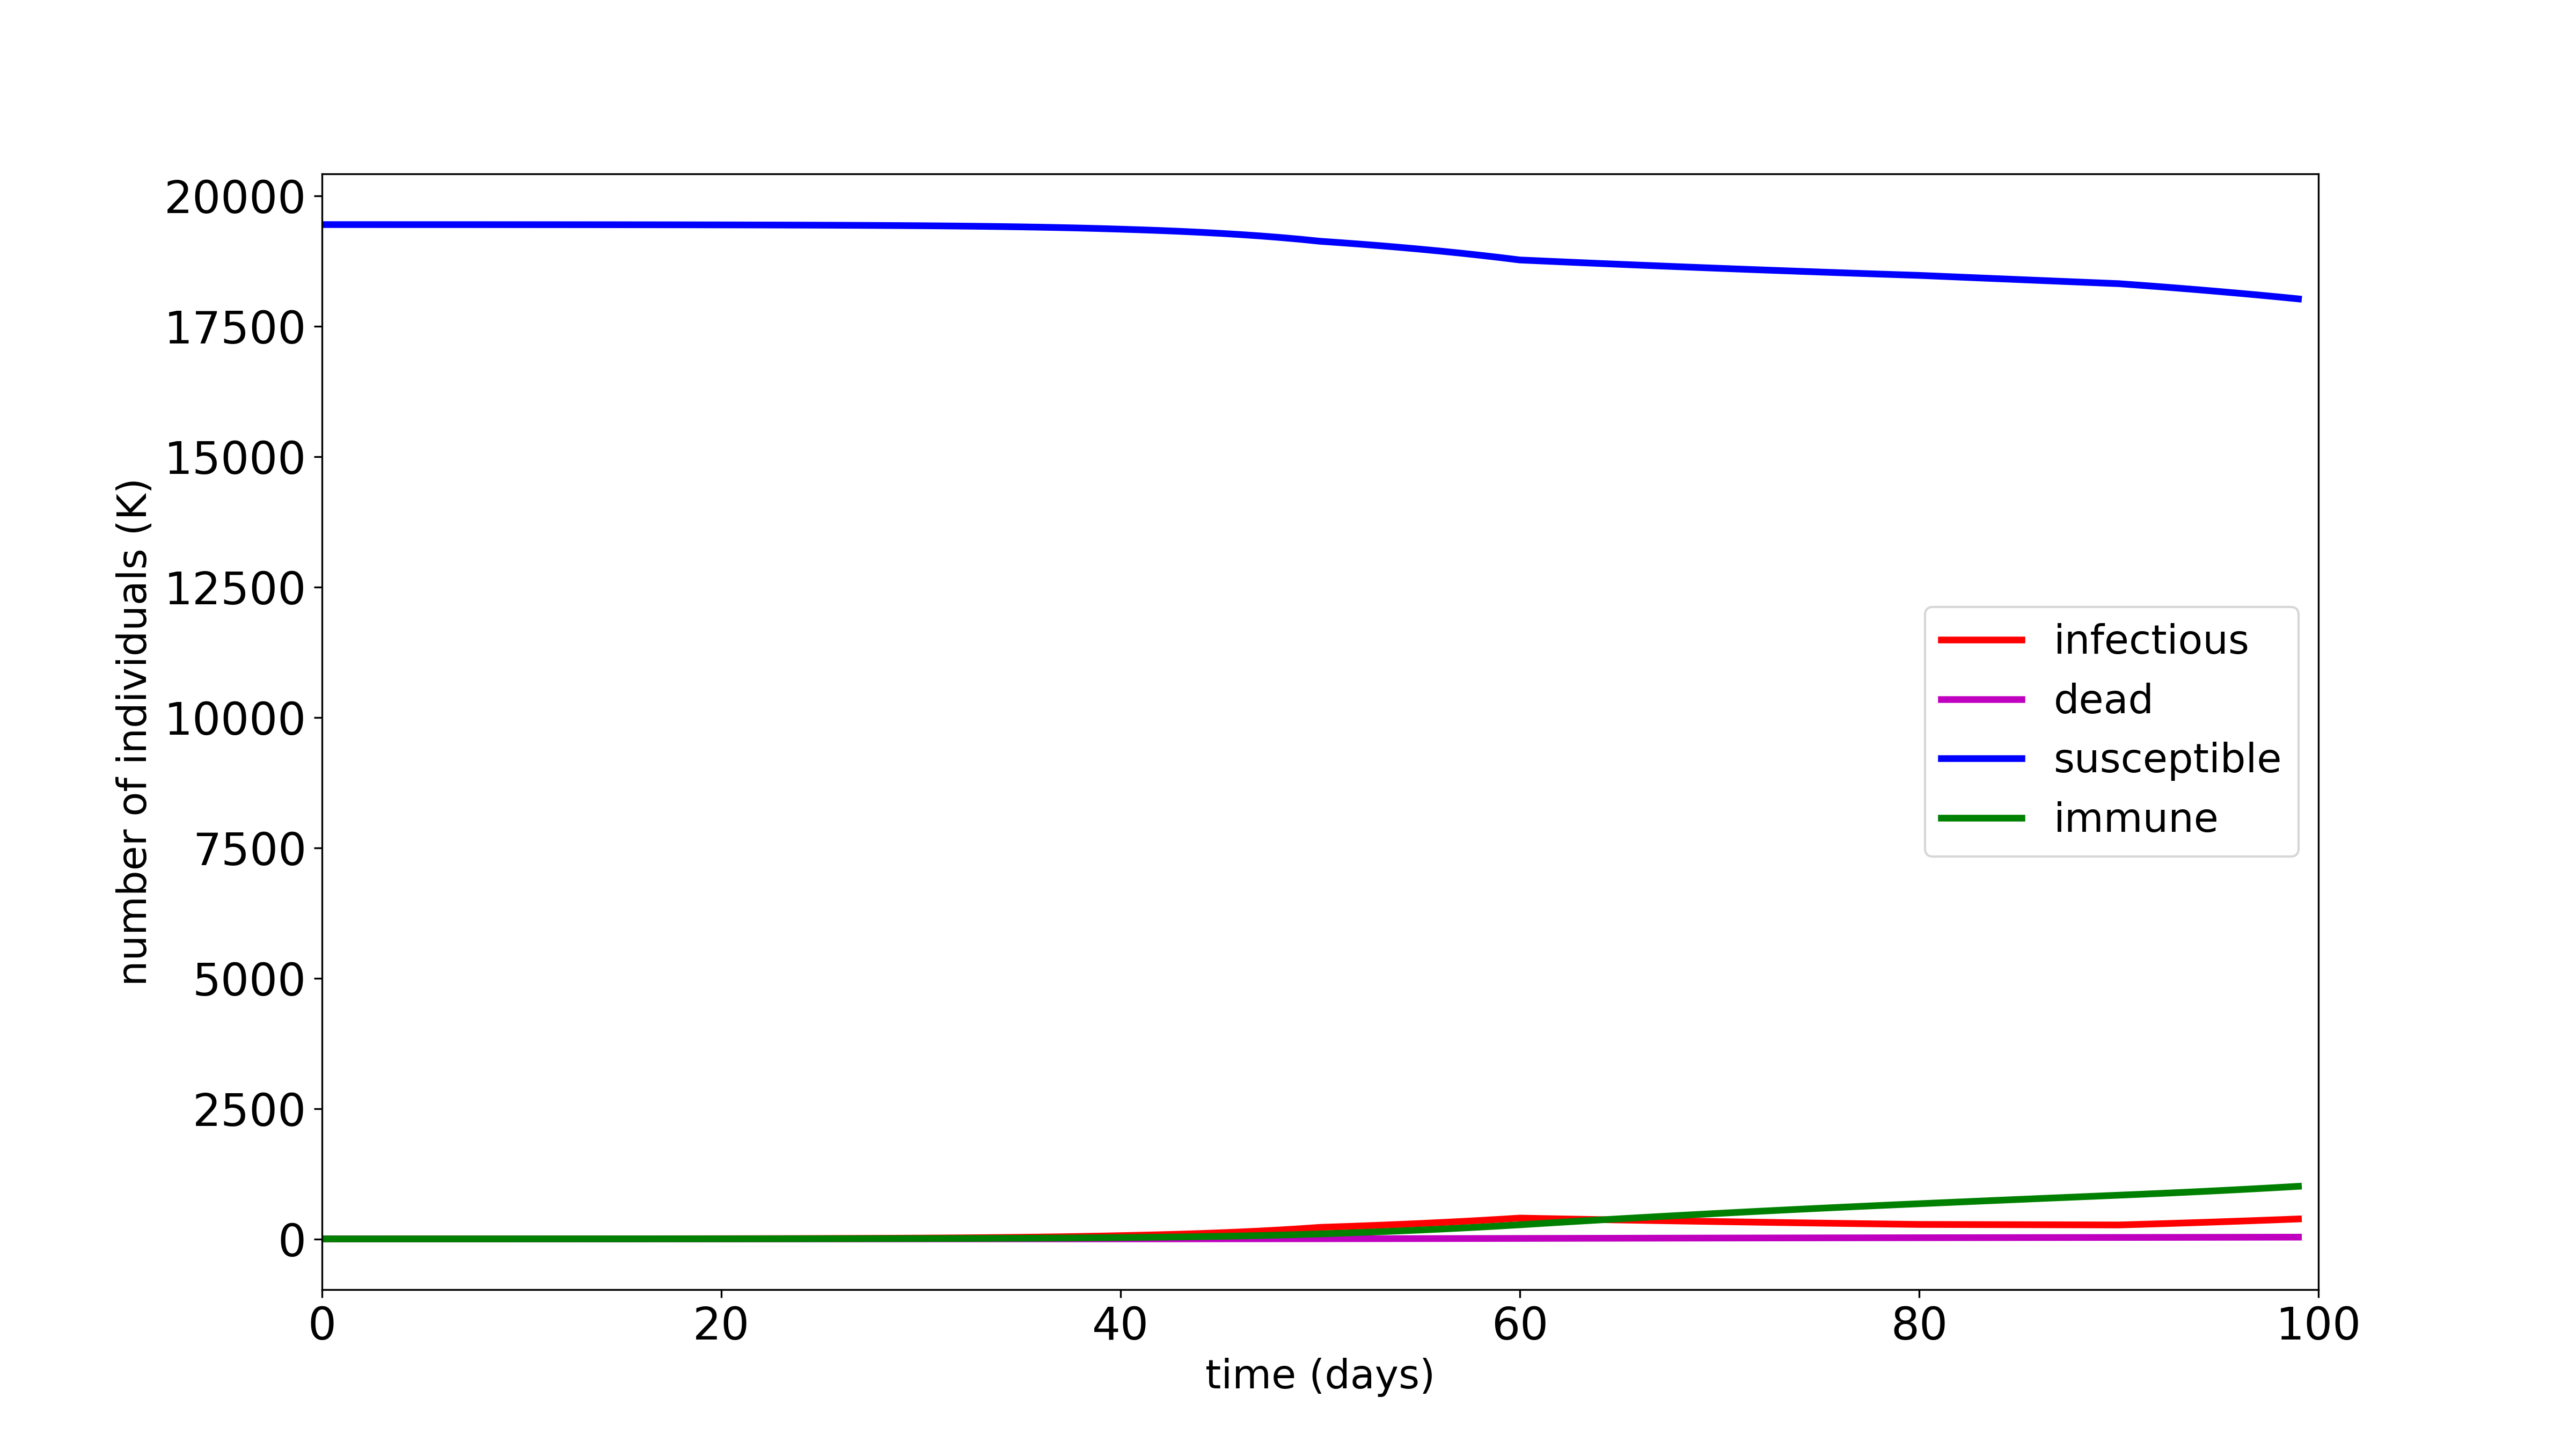 20000
17500
15000
12500
10000
7500
5000
2500
0
number of individuals (K)
infectious
dead
susceptible
immune
0 20 40 60 80 100
time (days)